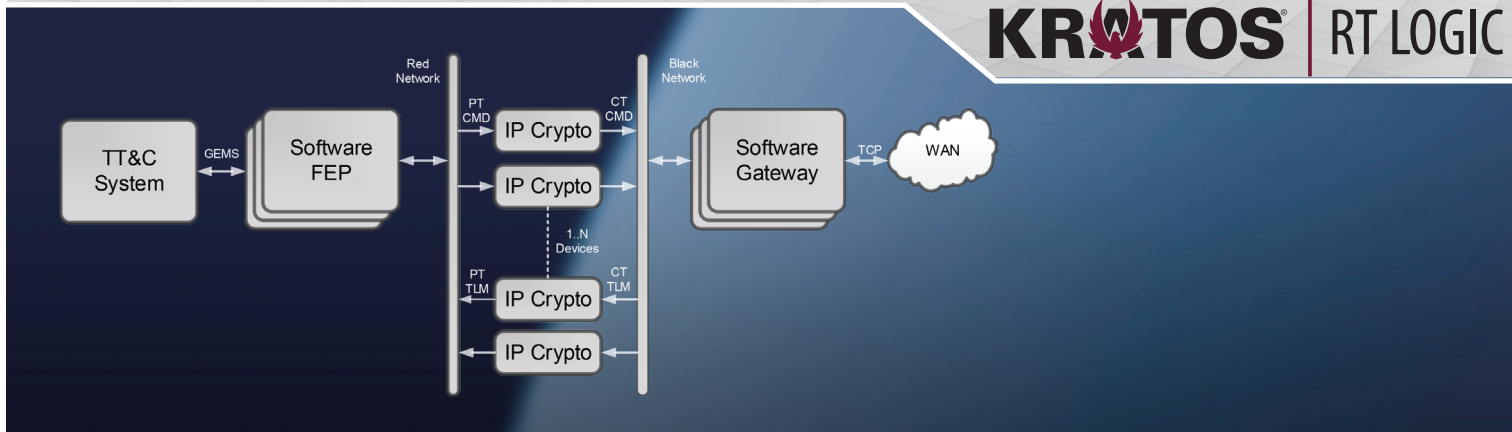 KRATOS® | RT LOGIC
Red
Network
Black
Network
PT
CMD
CT
CMD
IP Crypto
TT&C
System
GEMS
Software
FEP
IP Crypto
Software
Gateway
TCP
WAN
1..N
Devices
PT
TLM
CT
TLM
IP Crypto
IP Crypto